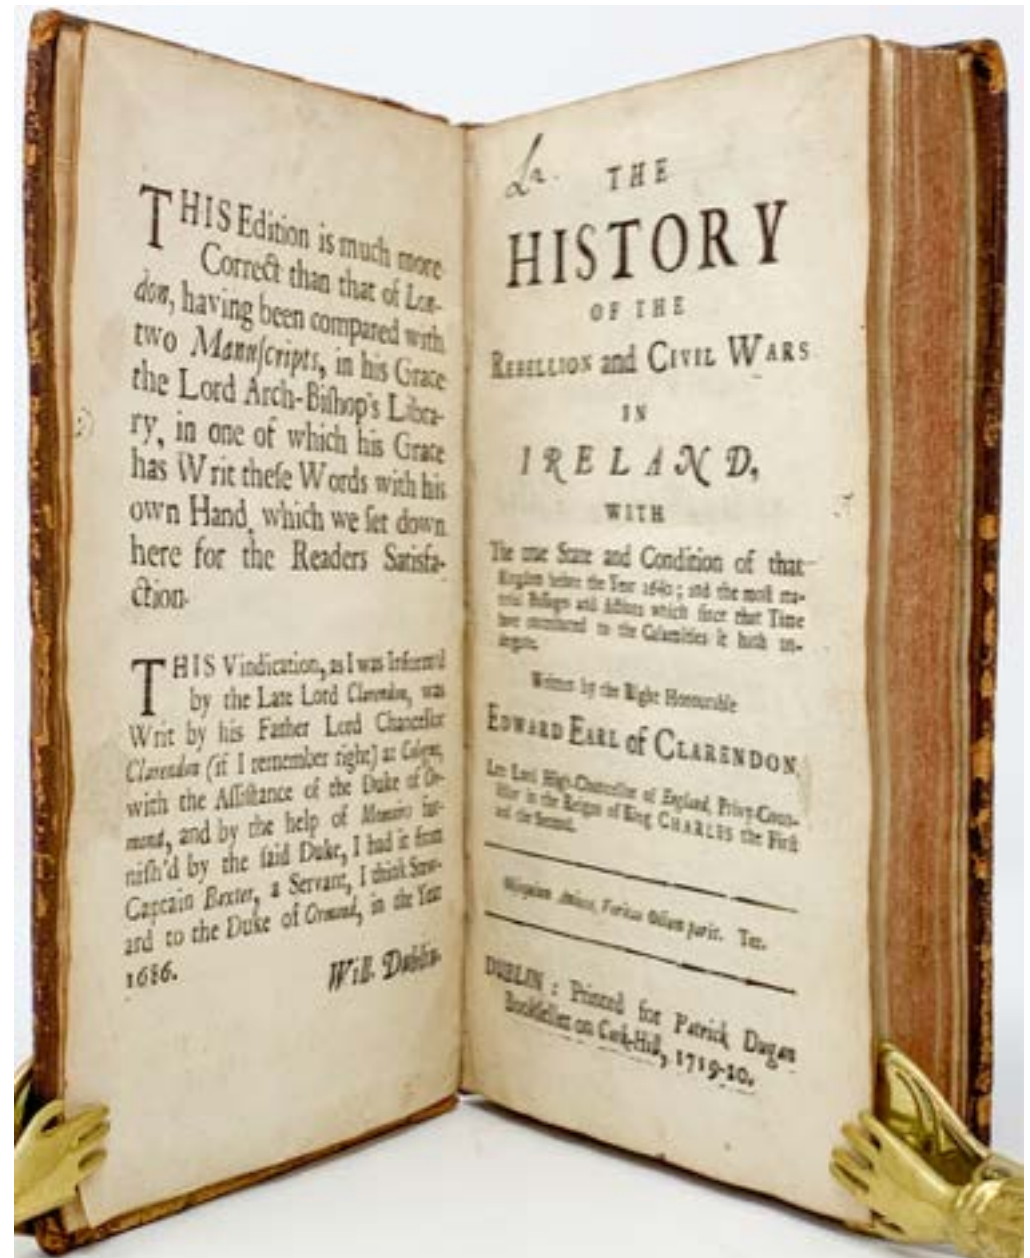 THIS Edition is much more
Correct than that of Lon-
don, having been compared with
two Manuſcripts, in his Grace
the Lord Arch-Biſhop's Libra-
ry, in one of which his Grace
has Writ theſe Words with his
own Hand, which we ſet down
here for the Readers Satisfa-
ction.
THIS Vindication, as I was Inform'd
by the Late Lord Clarendon, was
Writ by his Father Lord Chancellor
Clarendon (if I remember right) at Cologne,
with the Aſſiſtance of the Duke of Or-
mond, and by the help of Memoirs fur-
niſh'd by the ſaid Duke, I had it from
Captain Baxter, a Servant, I think Stew-
ard to the Duke of Ormond, in the Year
1686.
Will. Dublin.
THE
HISTORY
OF THE
REBELLION and CIVIL WARS
IN
IRELAND,
WITH
The true State and Condition of that
Kingdom before the Year 1640; and the moſt ma-
terial Paſſages and Actions which ſince that Time
have contributed to the Calamities it hath un-
dergone.
Written by the Right Honourable
EDWARD EARL of CLARENDON,
Late Lord High-Chancellor of England, Privy-Coun-
ſellor in the Reigns of King CHARLES the Firſt
and the Second.
Obſequium Amicos, Veritas Odium parit. Ter.
DUBLIN: Printed for Patrick Dugan
Bookſeller on Cork-Hill, 1719-20.